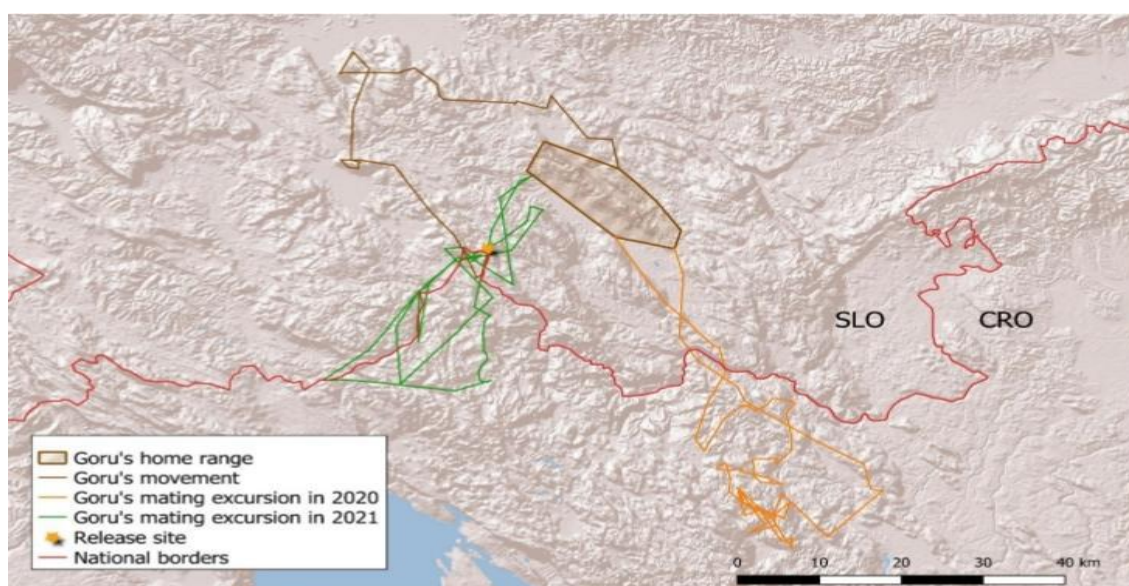 SLO
CRO
Goru's home range
Goru's movement
Goru's mating excursion in 2020
Goru's mating excursion in 2021
Release site
National borders
0 10 20 30 40 km